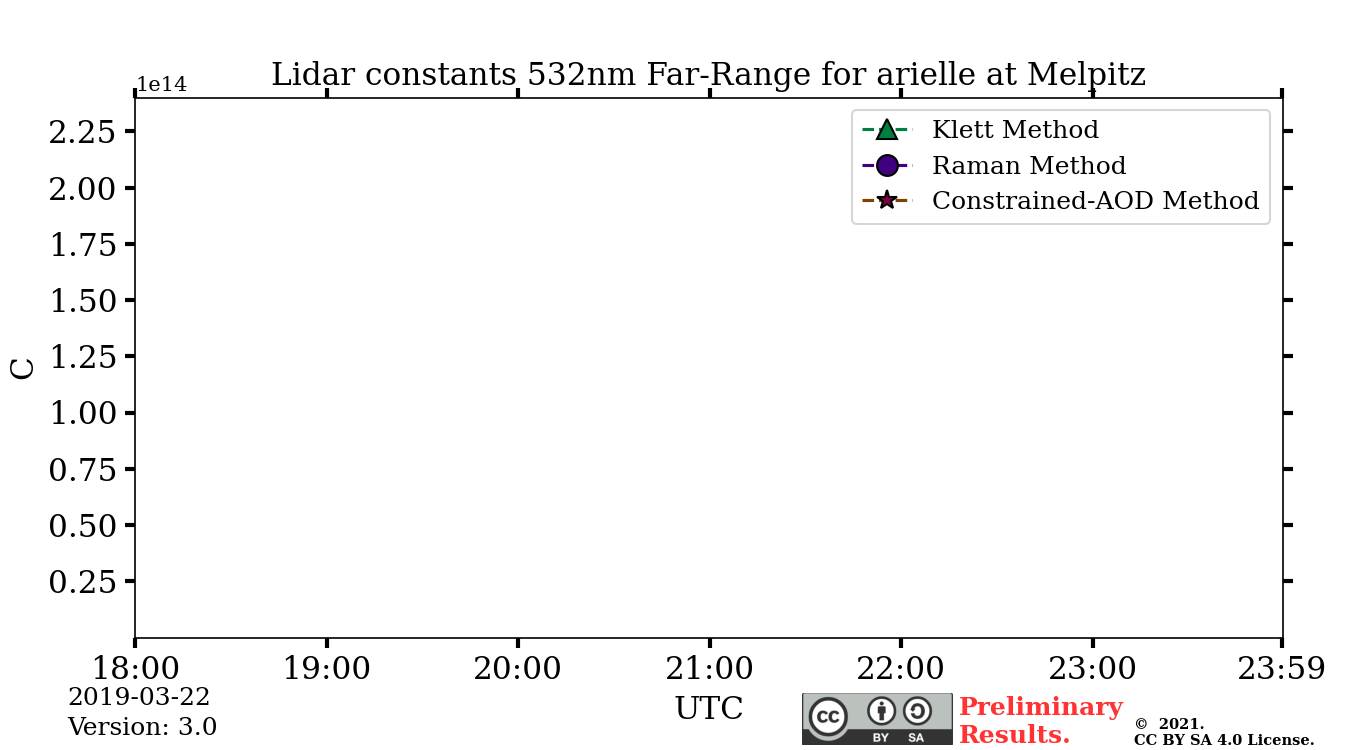 Lidar constants 532nm Far-Range for arielle at Melpitz
1e14
Klett Method
Raman Method
Constrained-AOD Method
2.25
2.00
1.75
1.50
1.25
1.00
0.75
0.50
0.25
C
18:00 19:00 20:00 21:00 22:00 23:00 23:59
UTC
2019-03-22
Version: 3.0
cc
BY SA
Preliminary
Results.
© 2021.
CC BY SA 4.0 License.